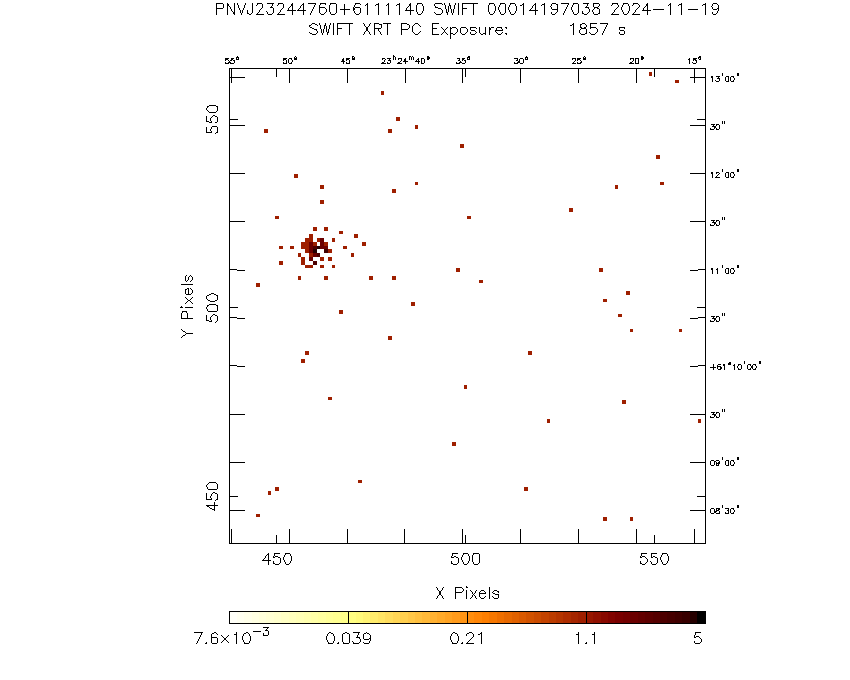 PNVJ23244760+6111140 SWIFT 00014197038 2024-11-19
SWIFT XRT PC Exposure: 1857 s
55ˢ 50ˢ 45ˢ 23ʰ24ᵐ40ˢ 35ˢ 30ˢ 25ˢ 20ˢ 15ˢ
13'00"
550
30"
12'00"
30"
11'00"
500
30"
+61°10'00"
30"
09'00"
450
08'30"
Y Pixels
450 500 550
X Pixels
7.6×10⁻³ 0.039 0.21 1.1 5